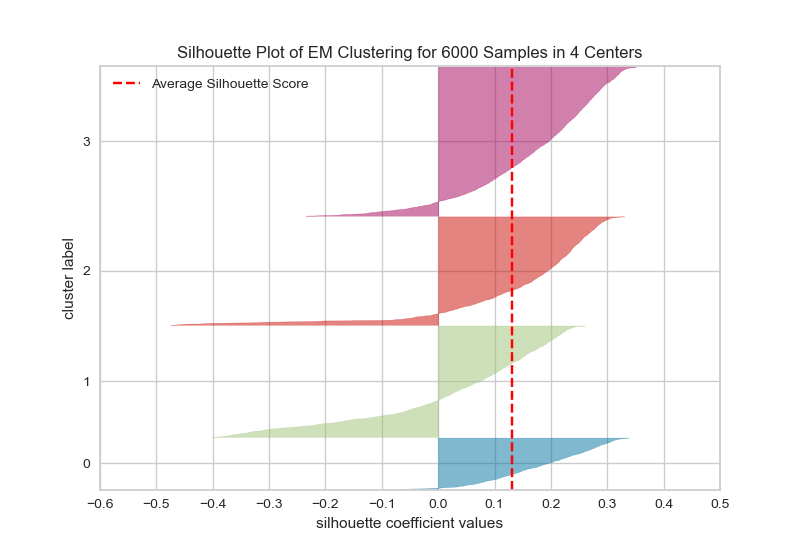 Silhouette Plot of EM Clustering for 6000 Samples in 4 Centers
Average Silhouette Score
cluster label
3
2
1
0
−0.6 −0.5 −0.4 −0.3 −0.2 −0.1 0.0 0.1 0.2 0.3 0.4 0.5
silhouette coefficient values